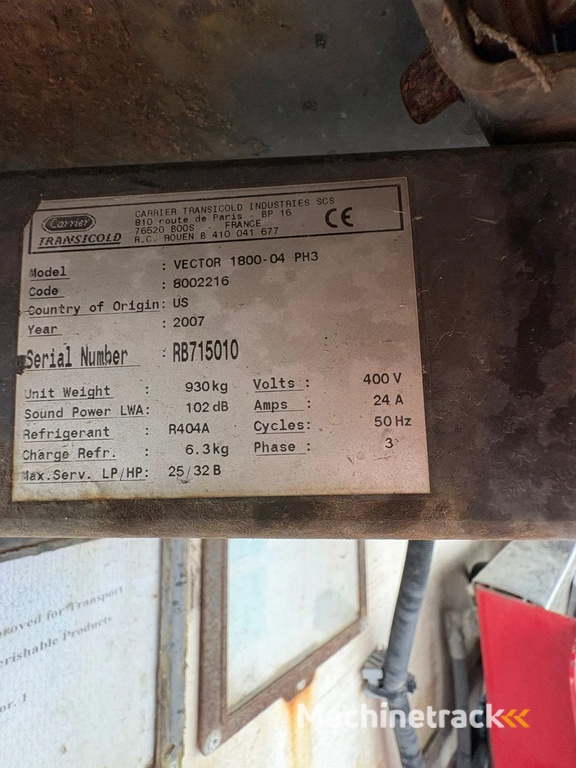 Carrier
TRANSICOLD
CARRIER TRANSICOLD INDUSTRIES SCS
810 route de Paris - BP 16
76520 BOOS - FRANCE
R.C. ROUEN B 410 041 677
CE
Model : VECTOR 1800-04 PH3
Code : 8002216
Country of Origin: US
Year : 2007
Serial Number : RB715010
Unit Weight : 930kg Volts : 400 V
Sound Power LWA: 102 dB Amps : 24 A
Refrigerant : R404A Cycles: 50 Hz
Charge Refr. : 6.3kg Phase : 3
Max.Serv. LP/HP: 25/32 B
for Transport
Products
Machinetrack